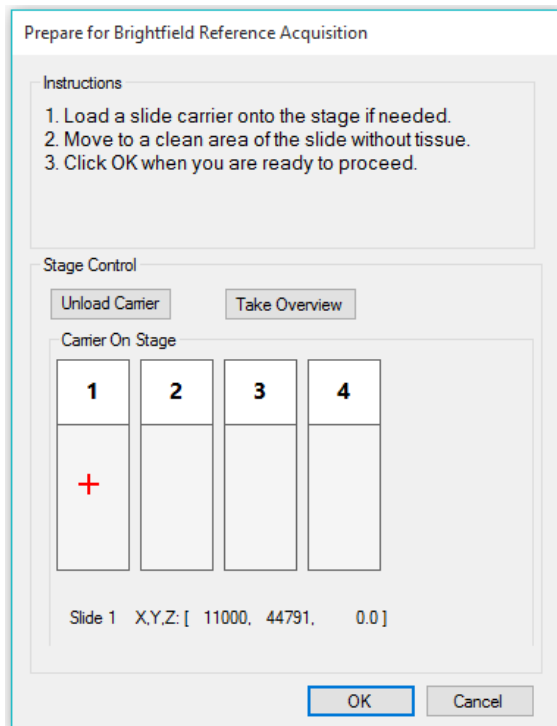 Prepare for Brightfield Reference Acquisition
Instructions
1. Load a slide carrier onto the stage if needed.
2. Move to a clean area of the slide without tissue.
3. Click OK when you are ready to proceed.
Stage Control
Unload Carrier Take Overview
Carrier On Stage
1 2 3 4
Slide 1 X,Y,Z: [ 11000, 44791, 0.0 ]
OK Cancel